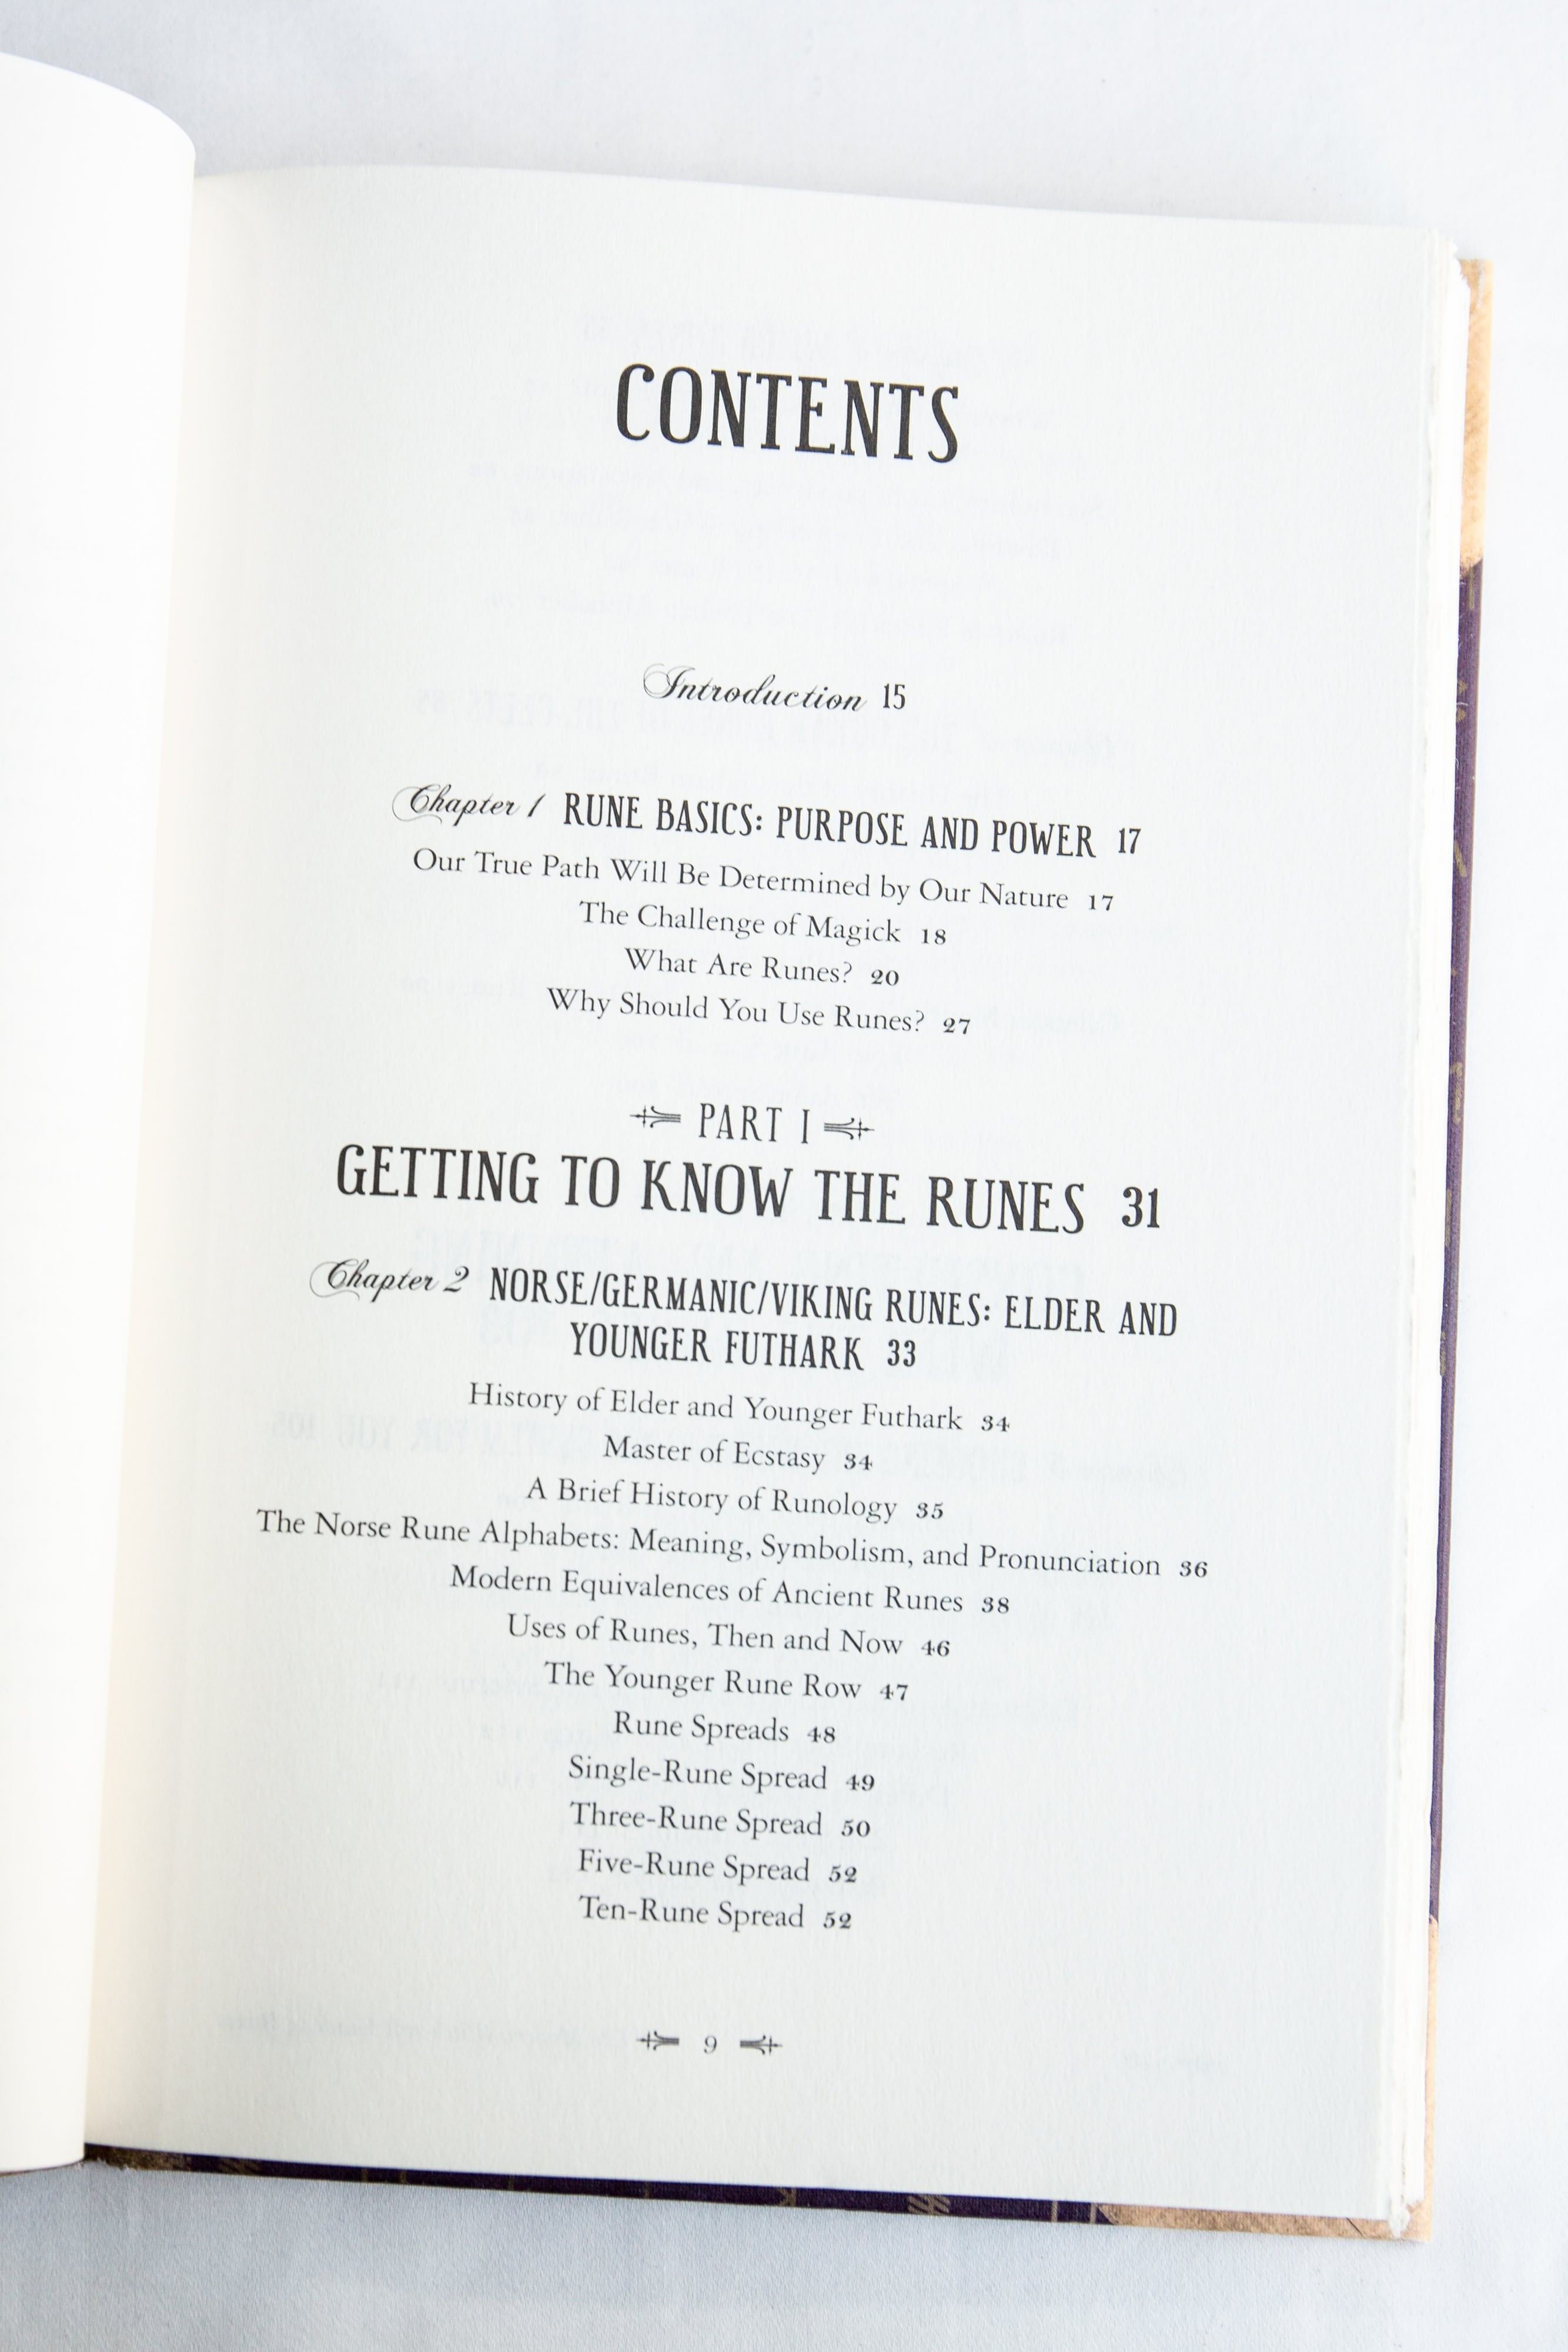 CONTENTS
Introduction 15
Chapter 1 RUNE BASICS: PURPOSE AND POWER 17
Our True Path Will Be Determined by Our Nature 17
The Challenge of Magick 18
What Are Runes? 20
Why Should You Use Runes? 27
PART I
GETTING TO KNOW THE RUNES 31
Chapter 2 NORSE/GERMANIC/VIKING RUNES: ELDER AND
YOUNGER FUTHARK 33
History of Elder and Younger Futhark 34
Master of Ecstasy 34
A Brief History of Runology 35
The Norse Rune Alphabets: Meaning, Symbolism, and Pronunciation 36
Modern Equivalences of Ancient Runes 38
Uses of Runes, Then and Now 46
The Younger Rune Row 47
Rune Spreads 48
Single-Rune Spread 49
Three-Rune Spread 50
Five-Rune Spread 52
Ten-Rune Spread 52
9